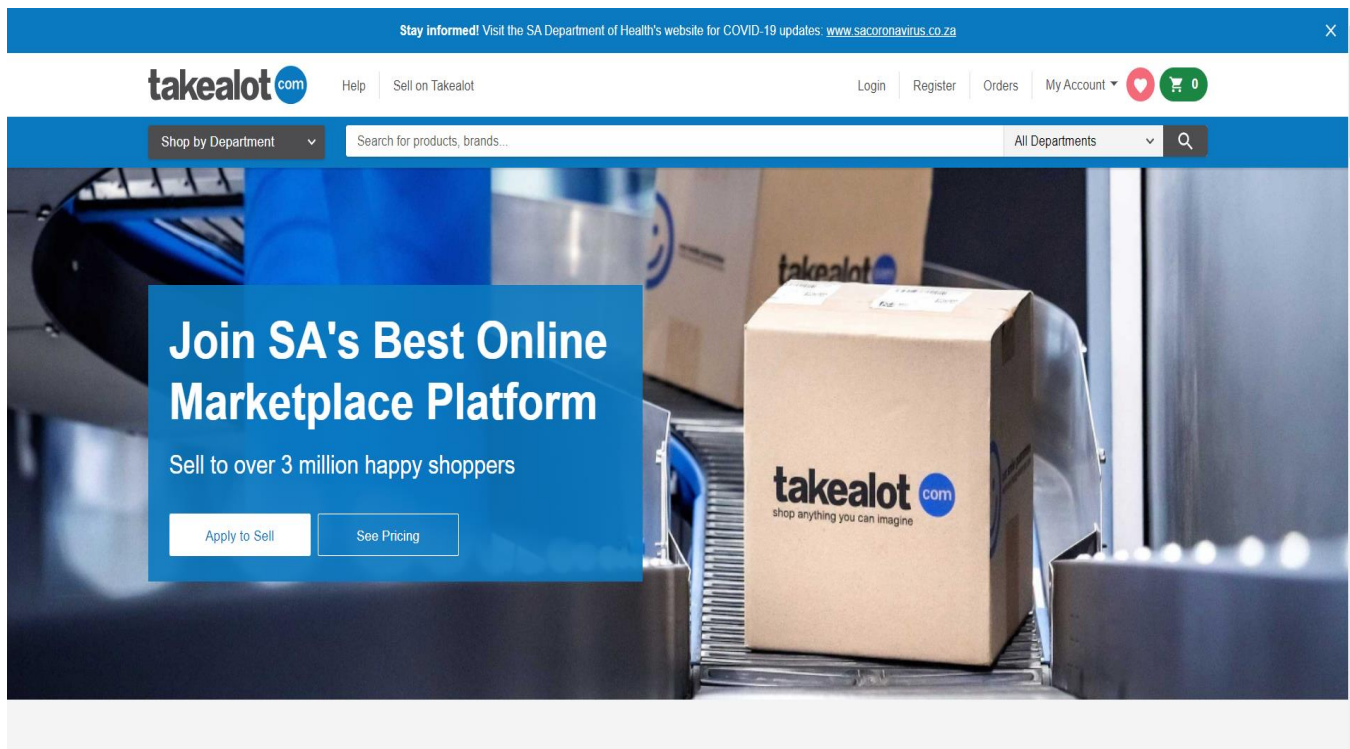 Stay informed! Visit the SA Department of Health's website for COVID-19 updates: www.sacoronavirus.co.za
takealot com
Help
Sell on Takealot
Login
Register
Orders
My Account
0
Shop by Department
Search for products, brands...
All Departments
takealot com
Join SA's Best Online
Marketplace Platform
Sell to over 3 million happy shoppers
Apply to Sell
See Pricing
takealot com
shop anything you can imagine